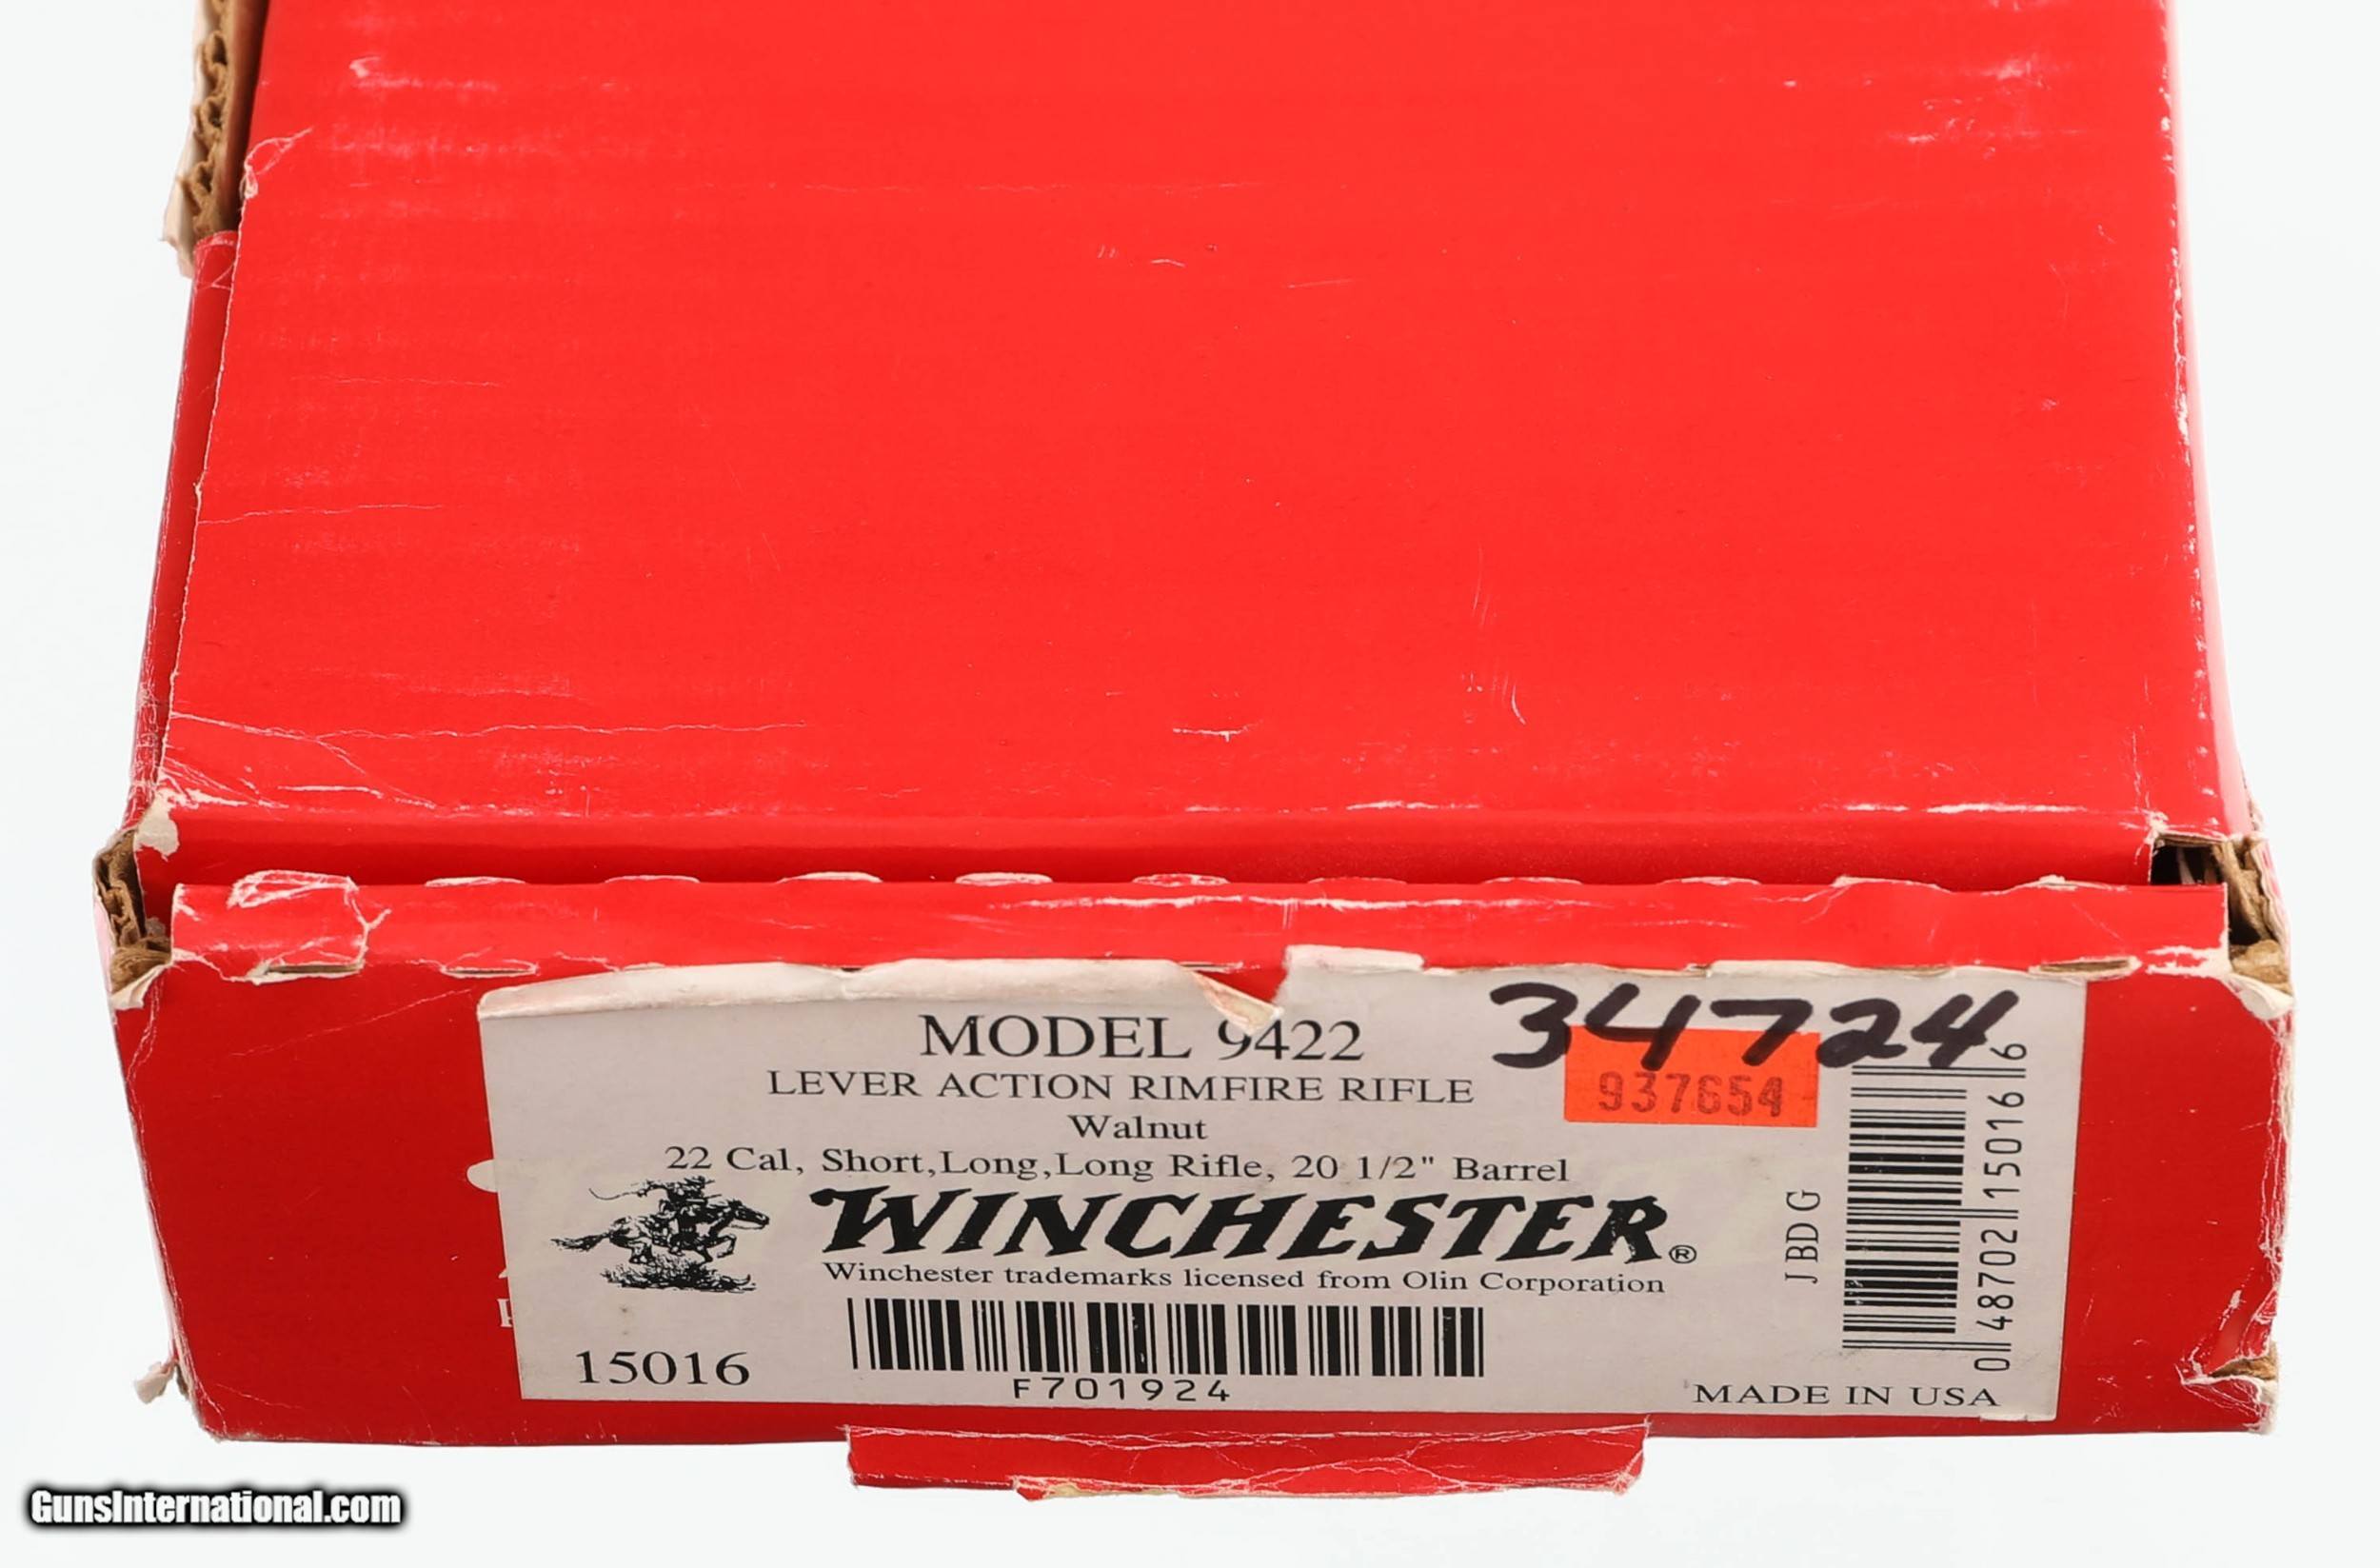 MODEL 9422
34724
LEVER ACTION RIMFIRE RIFLE
937654
Walnut
22 Cal, Short,Long,Long Rifle, 20 1/2" Barrel
WINCHESTER®
Winchester trademarks licensed from Olin Corporation
JBDG
0 48702 15016 6
15016
F701924
MADE IN USA
GunsInternational.com